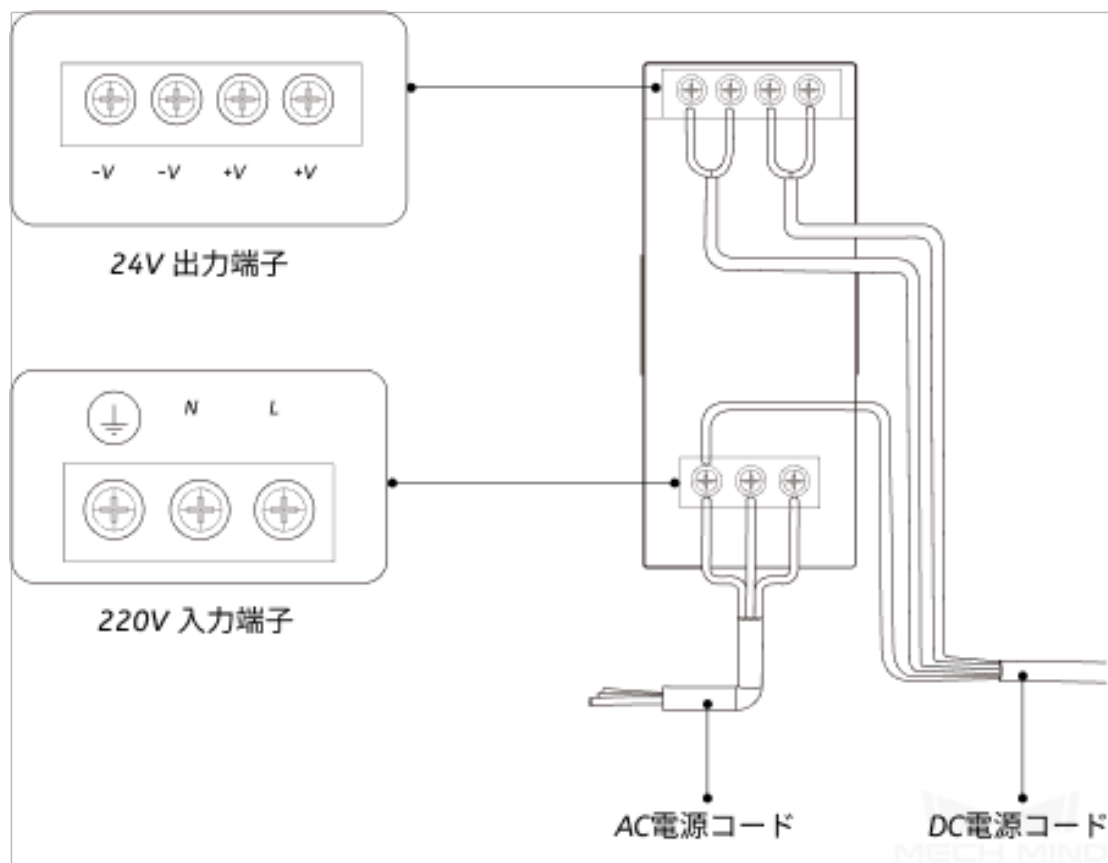 -V -V +V +V
24V 出力端子
N L
220V 入力端子
AC電源コード
DC電源コード
MECH MIND